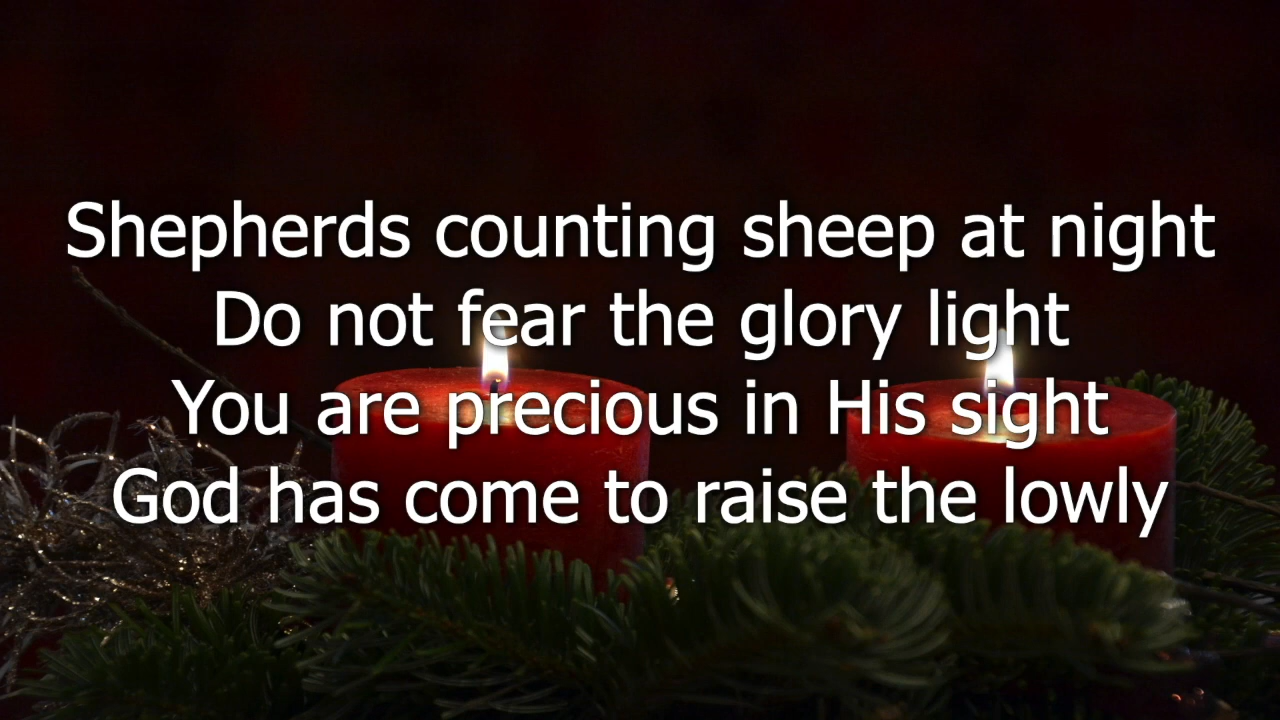 Shepherds counting sheep at night
Do not fear the glory light
You are precious in His sight
God has come to raise the lowly